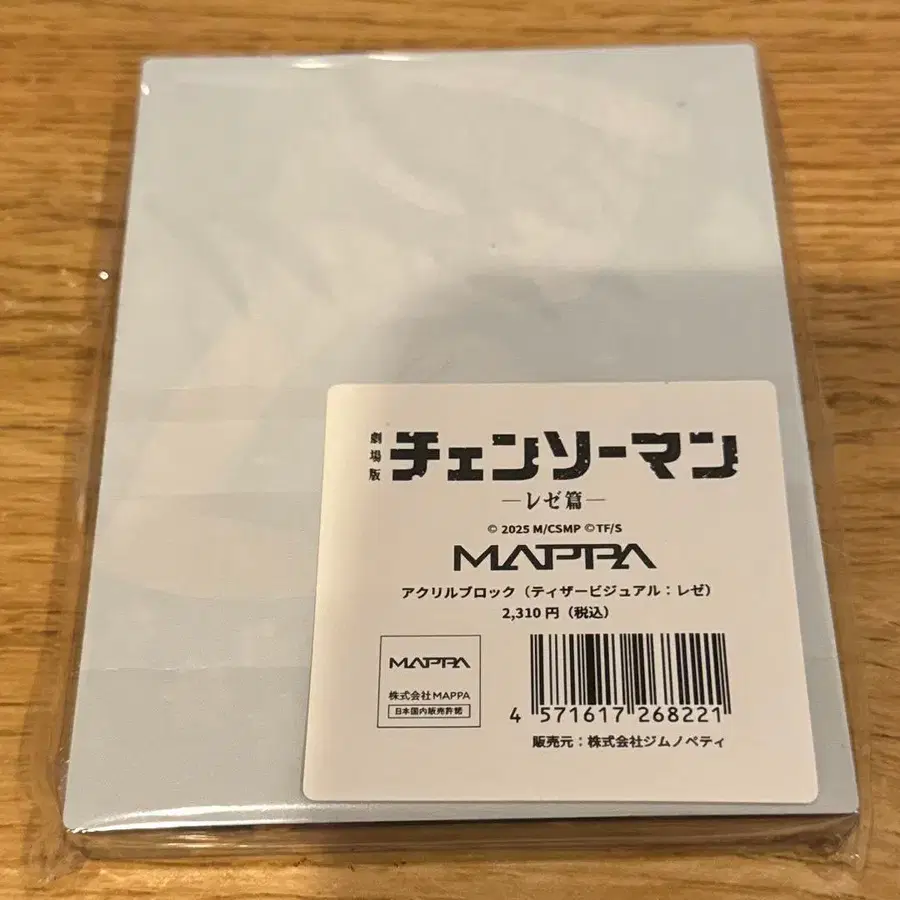 劇場版
チェンソーマン
―レゼ篇―
© 2025 M/CSMP ©TF/S
MAPPA
アクリルブロック（ティザービジュアル：レゼ）
2,310円（税込）
MAPPA
株式会社MAPPA
日本国内販売許諾
4 571617 268221
販売元：株式会社ジムノペティ